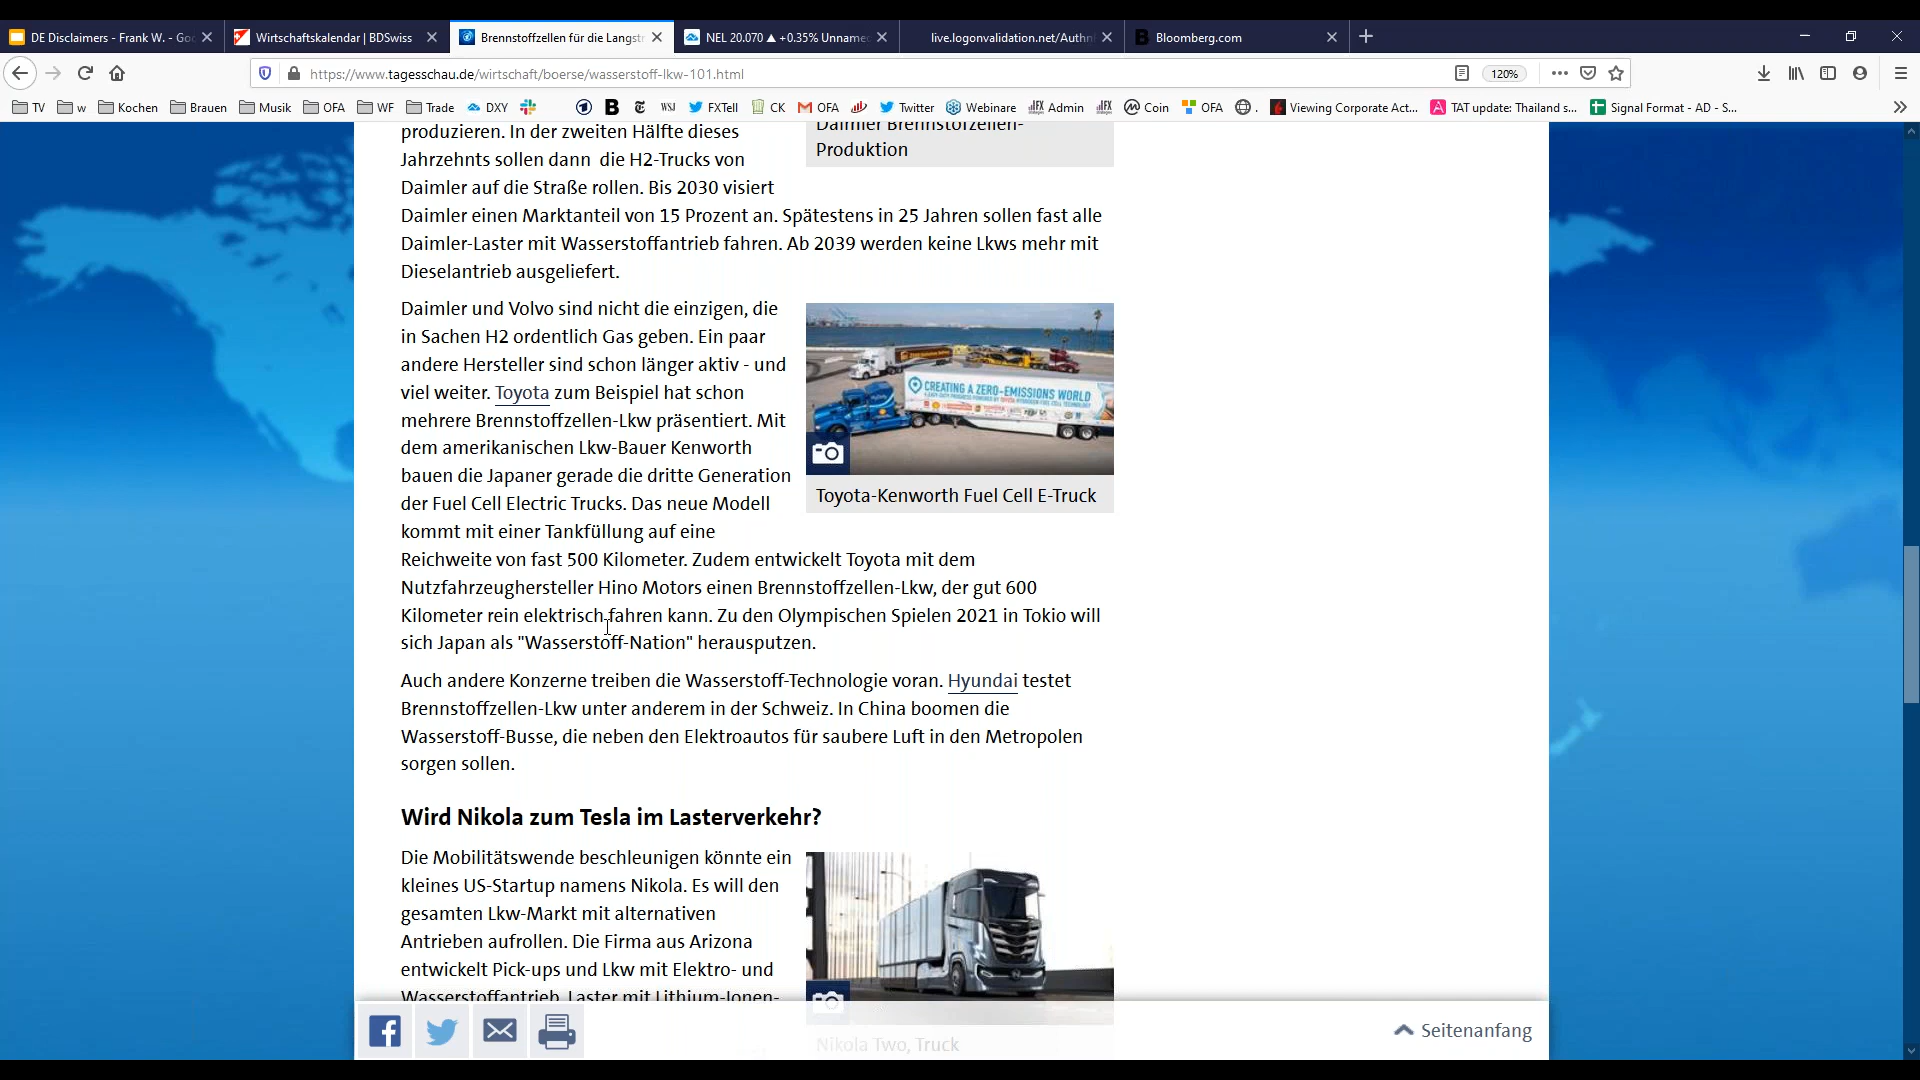 DE Disclaimers - Frank W. - Goo
Wirtschaftskalendar | BDSwiss
Brennstoffzellen für die Langstr
NEL 20.070 ▲ +0.35% Unname
live.logonvalidation.net/Authn
Bloomberg.com
https://www.tagesschau.de/wirtschaft/boerse/wasserstoff-lkw-101.html
120%
TV
w
Kochen
Brauen
Musik
OFA
WF
Trade
DXY
WSJ
FXTell
CK
OFA
Twitter
Webinare
Admin
Coin
OFA
.
Viewing Corporate Act...
TAT update: Thailand s...
Signal Format - AD - S...
produzieren. In der zweiten Hälfte dieses
Jahrzehnts sollen dann die H2-Trucks von
Daimler auf die Straße rollen. Bis 2030 visiert
Daimler einen Marktanteil von 15 Prozent an. Spätestens in 25 Jahren sollen fast alle
Daimler-Laster mit Wasserstoffantrieb fahren. Ab 2039 werden keine Lkws mehr mit
Dieselantrieb ausgeliefert.
Daimler Brennstofzellen-
Produktion
Daimler und Volvo sind nicht die einzigen, die
in Sachen H2 ordentlich Gas geben. Ein paar
andere Hersteller sind schon länger aktiv - und
viel weiter. Toyota zum Beispiel hat schon
mehrere Brennstoffzellen-Lkw präsentiert. Mit
dem amerikanischen Lkw-Bauer Kenworth
bauen die Japaner gerade die dritte Generation
der Fuel Cell Electric Trucks. Das neue Modell
kommt mit einer Tankfüllung auf eine
Reichweite von fast 500 Kilometer. Zudem entwickelt Toyota mit dem
Nutzfahrzeughersteller Hino Motors einen Brennstoffzellen-Lkw, der gut 600
Kilometer rein elektrisch fahren kann. Zu den Olympischen Spielen 2021 in Tokio will
sich Japan als "Wasserstoff-Nation" herausputzen.
CREATING A ZERO-EMISSIONS WORLD
Toyota-Kenworth Fuel Cell E-Truck
Auch andere Konzerne treiben die Wasserstoff-Technologie voran. Hyundai testet
Brennstoffzellen-Lkw unter anderem in der Schweiz. In China boomen die
Wasserstoff-Busse, die neben den Elektroautos für saubere Luft in den Metropolen
sorgen sollen.
Wird Nikola zum Tesla im Lasterverkehr?
Die Mobilitätswende beschleunigen könnte ein
kleines US-Startup namens Nikola. Es will den
gesamten Lkw-Markt mit alternativen
Antrieben aufrollen. Die Firma aus Arizona
entwickelt Pick-ups und Lkw mit Elektro- und
Wasserstoffantrieb. Laster mit Lithium-Ionen-
Nikola Two, Truck
Seitenanfang